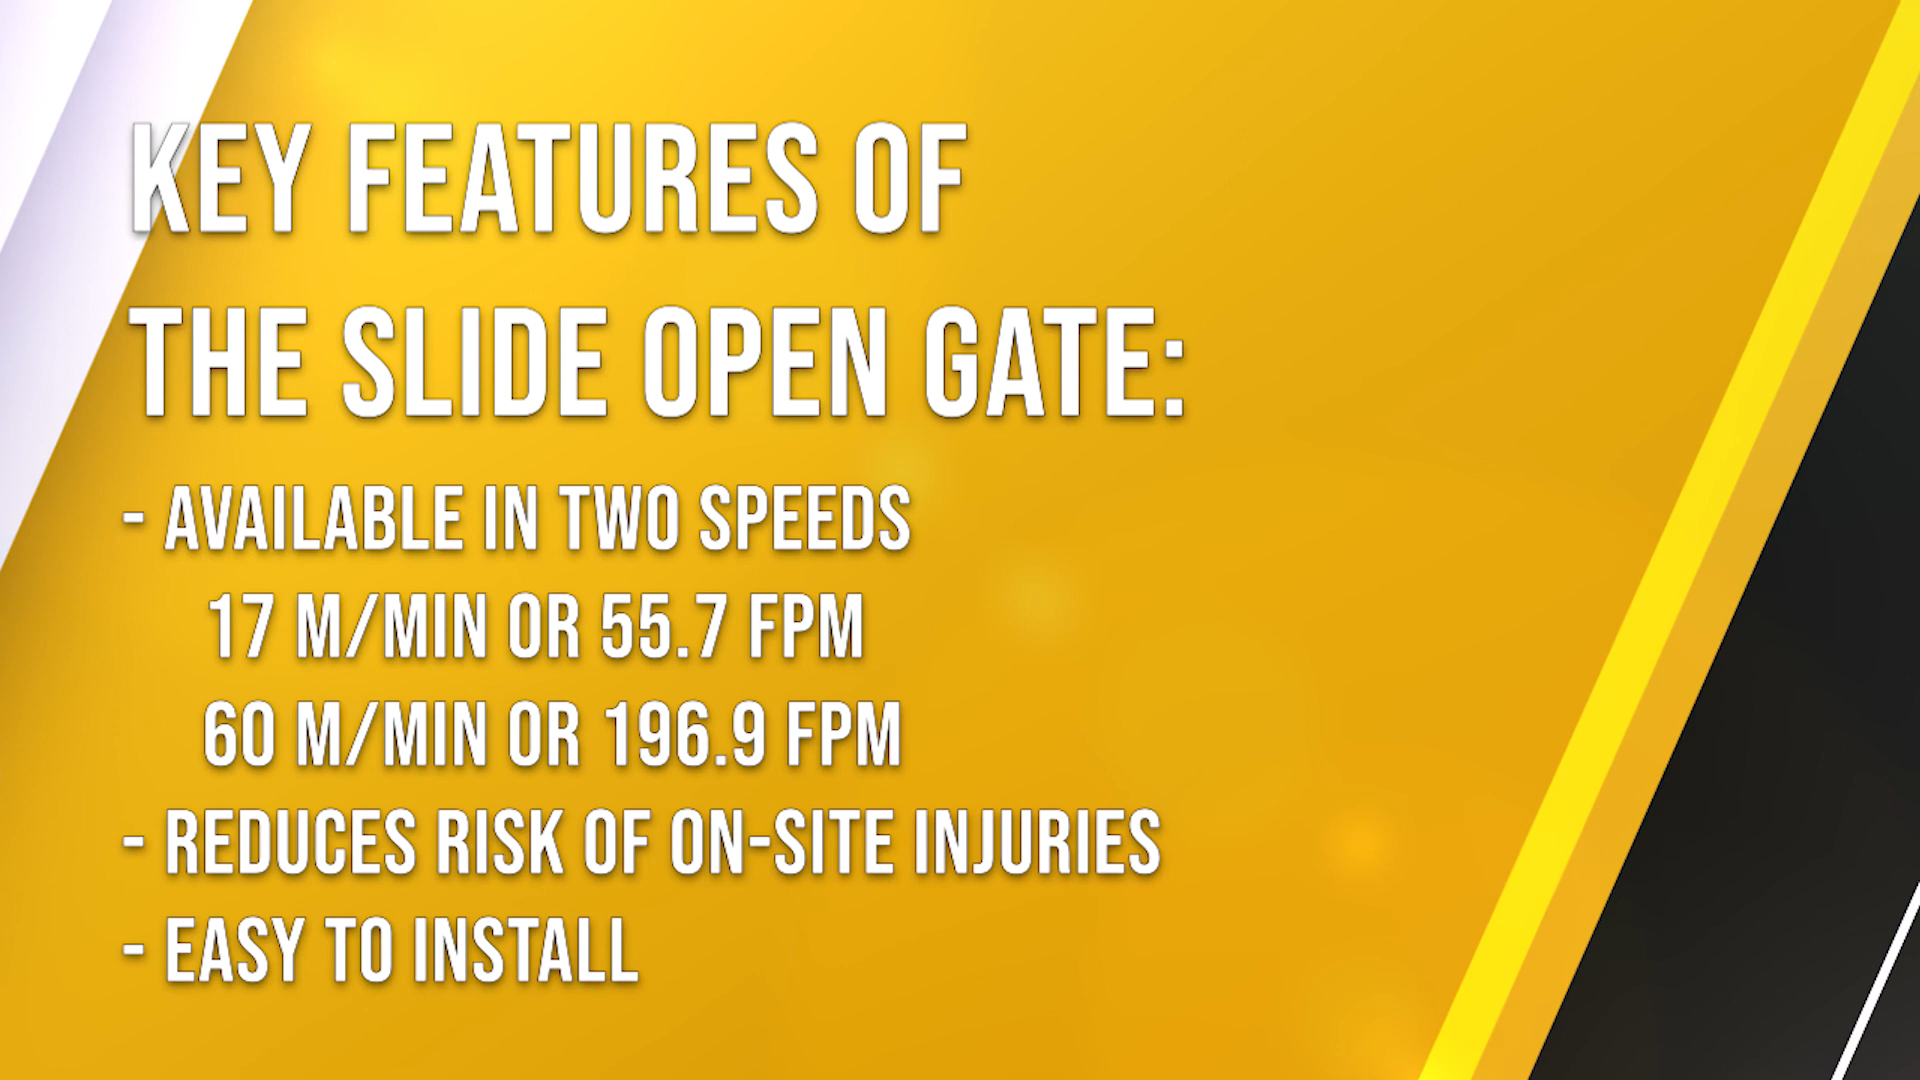 KEY FEATURES OF
THE SLIDE OPEN GATE:
- AVAILABLE IN TWO SPEEDS
17 M/MIN OR 55.7 FPM
60 M/MIN OR 196.9 FPM
- REDUCES RISK OF ON-SITE INJURIES
- EASY TO INSTALL